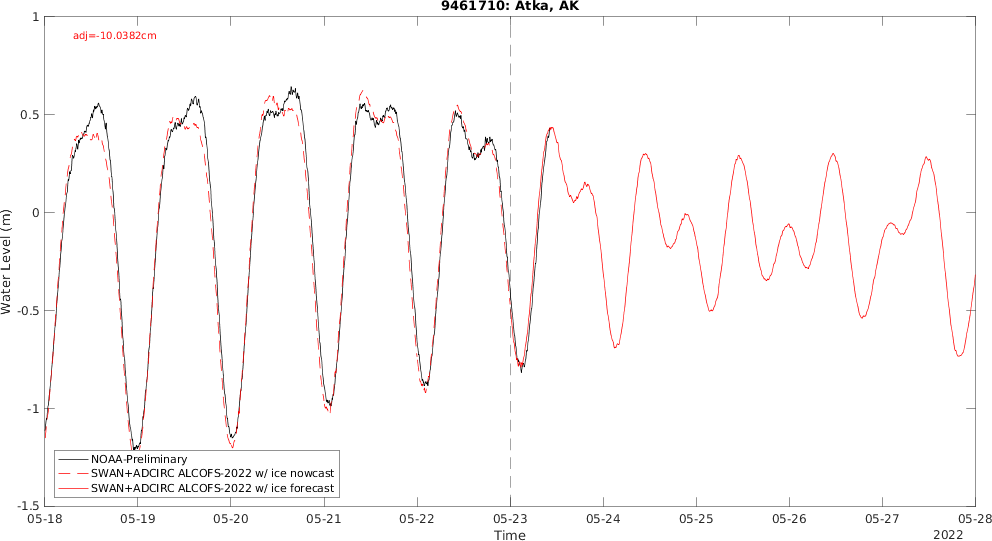 9461710: Atka, AK
adj=-10.0382cm
1
0.5
0
-0.5
-1
-1.5
Water Level (m)
NOAA-Preliminary
SWAN+ADCIRC ALCOFS-2022 w/ ice nowcast
SWAN+ADCIRC ALCOFS-2022 w/ ice forecast
05-18 05-19 05-20 05-21 05-22 05-23 05-24 05-25 05-26 05-27 05-28
Time
2022